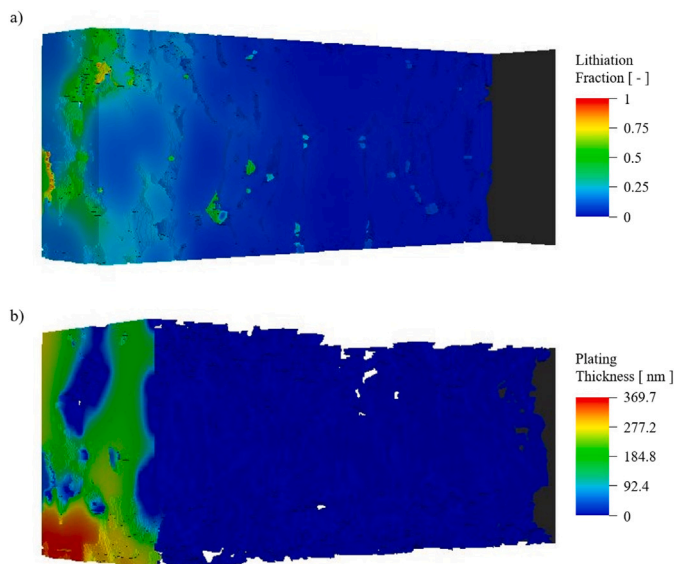 a)
Lithiation
Fraction [ - ]
1
0.75
0.5
0.25
0
b)
Plating
Thickness [ nm ]
369.7
277.2
184.8
92.4
0